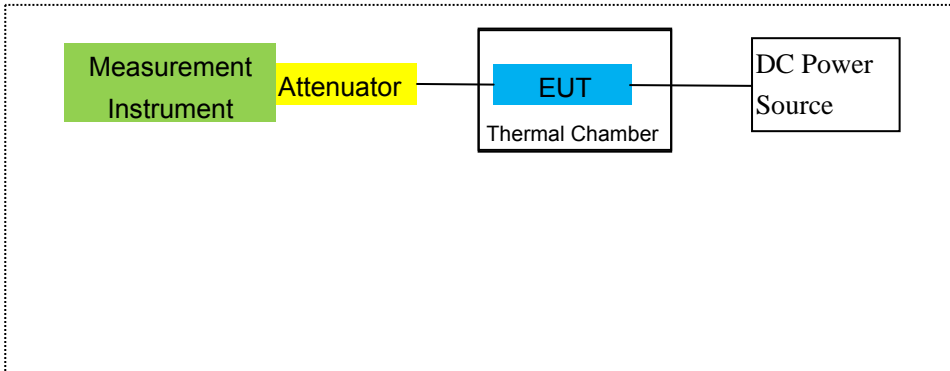 Measurement
Instrument
Attenuator
EUT
Thermal Chamber
DC Power
Source